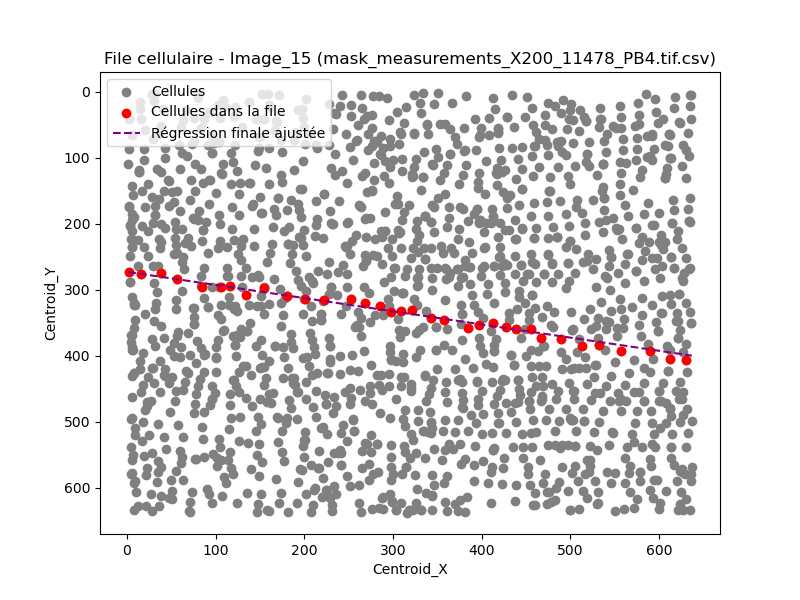 File cellulaire - Image_15 (mask_measurements_X200_11478_PB4.tif.csv)
Cellules
Cellules dans la file
Régression finale ajustée
0
100
200
300
400
500
600
Centroid_Y
0 100 200 300 400 500 600
Centroid_X